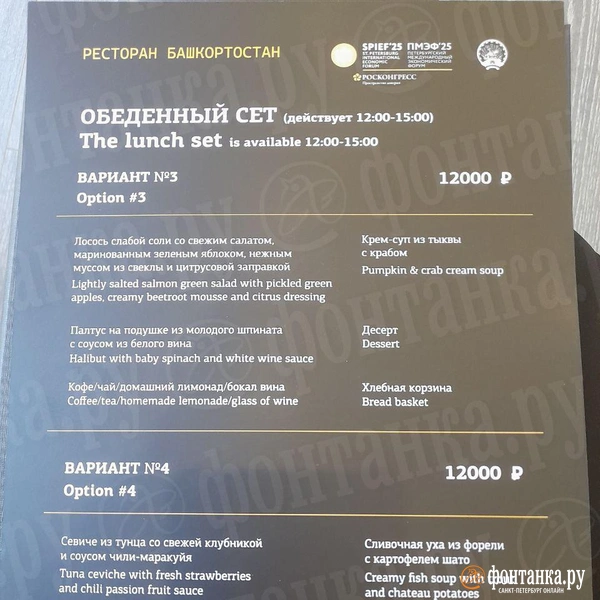 РЕСТОРАН БАШКОРТОСТАН
SPIEF'25
ST. PETERSBURG
INTERNATIONAL
ECONOMIC
FORUM
ПМЭФ'25
ПЕТЕРБУРГСКИЙ
МЕЖДУНАРОДНЫЙ
ЭКОНОМИЧЕСКИЙ
ФОРУМ
РОСКОНГРЕСС
Пространство доверия
ОБЕДЕННЫЙ СЕТ (действует 12:00-15:00)
The lunch set is available 12:00-15:00
ВАРИАНТ №3 12000 ₽
Option #3
Лосось слабой соли со свежим салатом,
маринованным зеленым яблоком, нежным
муссом из свеклы и цитрусовой заправкой
Lightly salted salmon green salad with pickled green
apples, creamy beetroot mousse and citrus dressing
Крем-суп из тыквы
с крабом
Pumpkin & crab cream soup
Палтус на подушке из молодого шпината
с соусом из белого вина
Halibut with baby spinach and white wine sauce
Десерт
Dessert
Кофе/чай/домашний лимонад/бокал вина
Coffee/tea/homemade lemonade/glass of wine
Хлебная корзина
Bread basket
ВАРИАНТ №4 12000 ₽
Option #4
Севиче из тунца со свежей клубникой
и соусом чили-маракуйя
Tuna ceviche with fresh strawberries
and chili passion fruit sauce
Сливочная уха из форели
с картофелем шато
Creamy fish soup with
and chateau potatoes
фонтанка.ру
САНКТ-ПЕТЕРБУРГ ОНЛАЙН